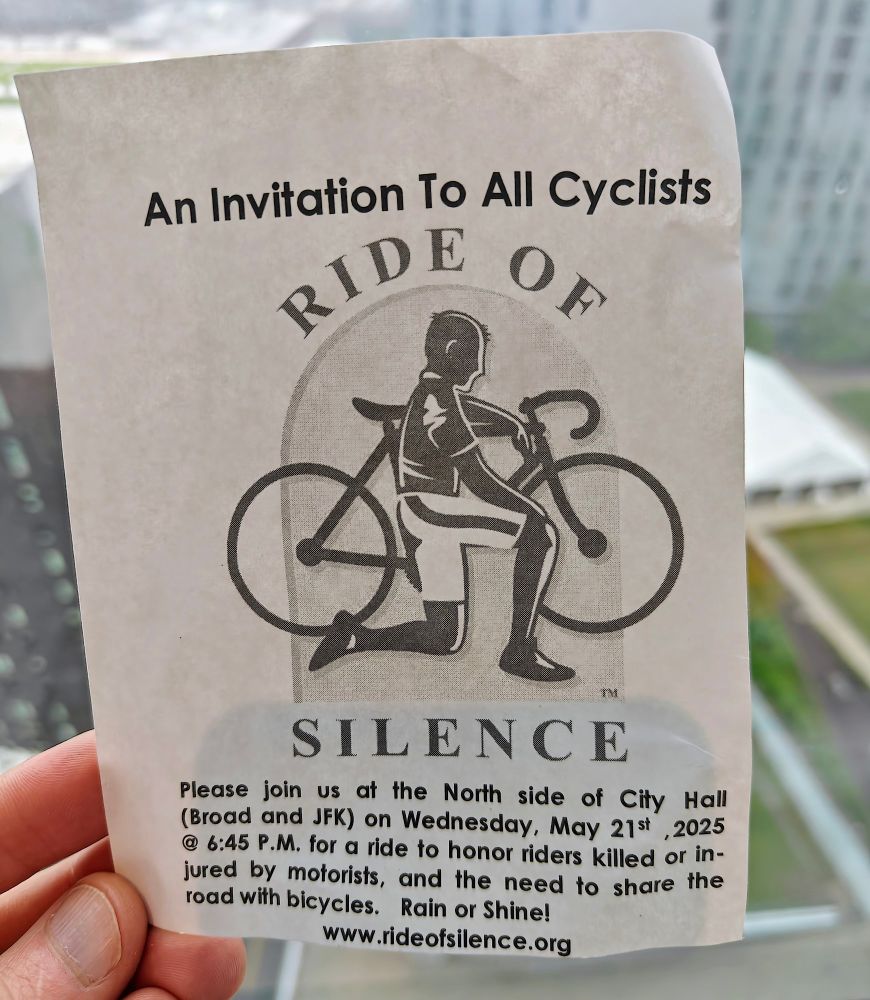 An Invitation To All Cyclists
RIDE OF
TM
SILENCE
Please join us at the North side of City Hall
(Broad and JFK) on Wednesday, May 21st ,2025
@ 6:45 P.M. for a ride to honor riders killed or in-
jured by motorists, and the need to share the
road with bicycles. Rain or Shine!
www.rideofsilence.org